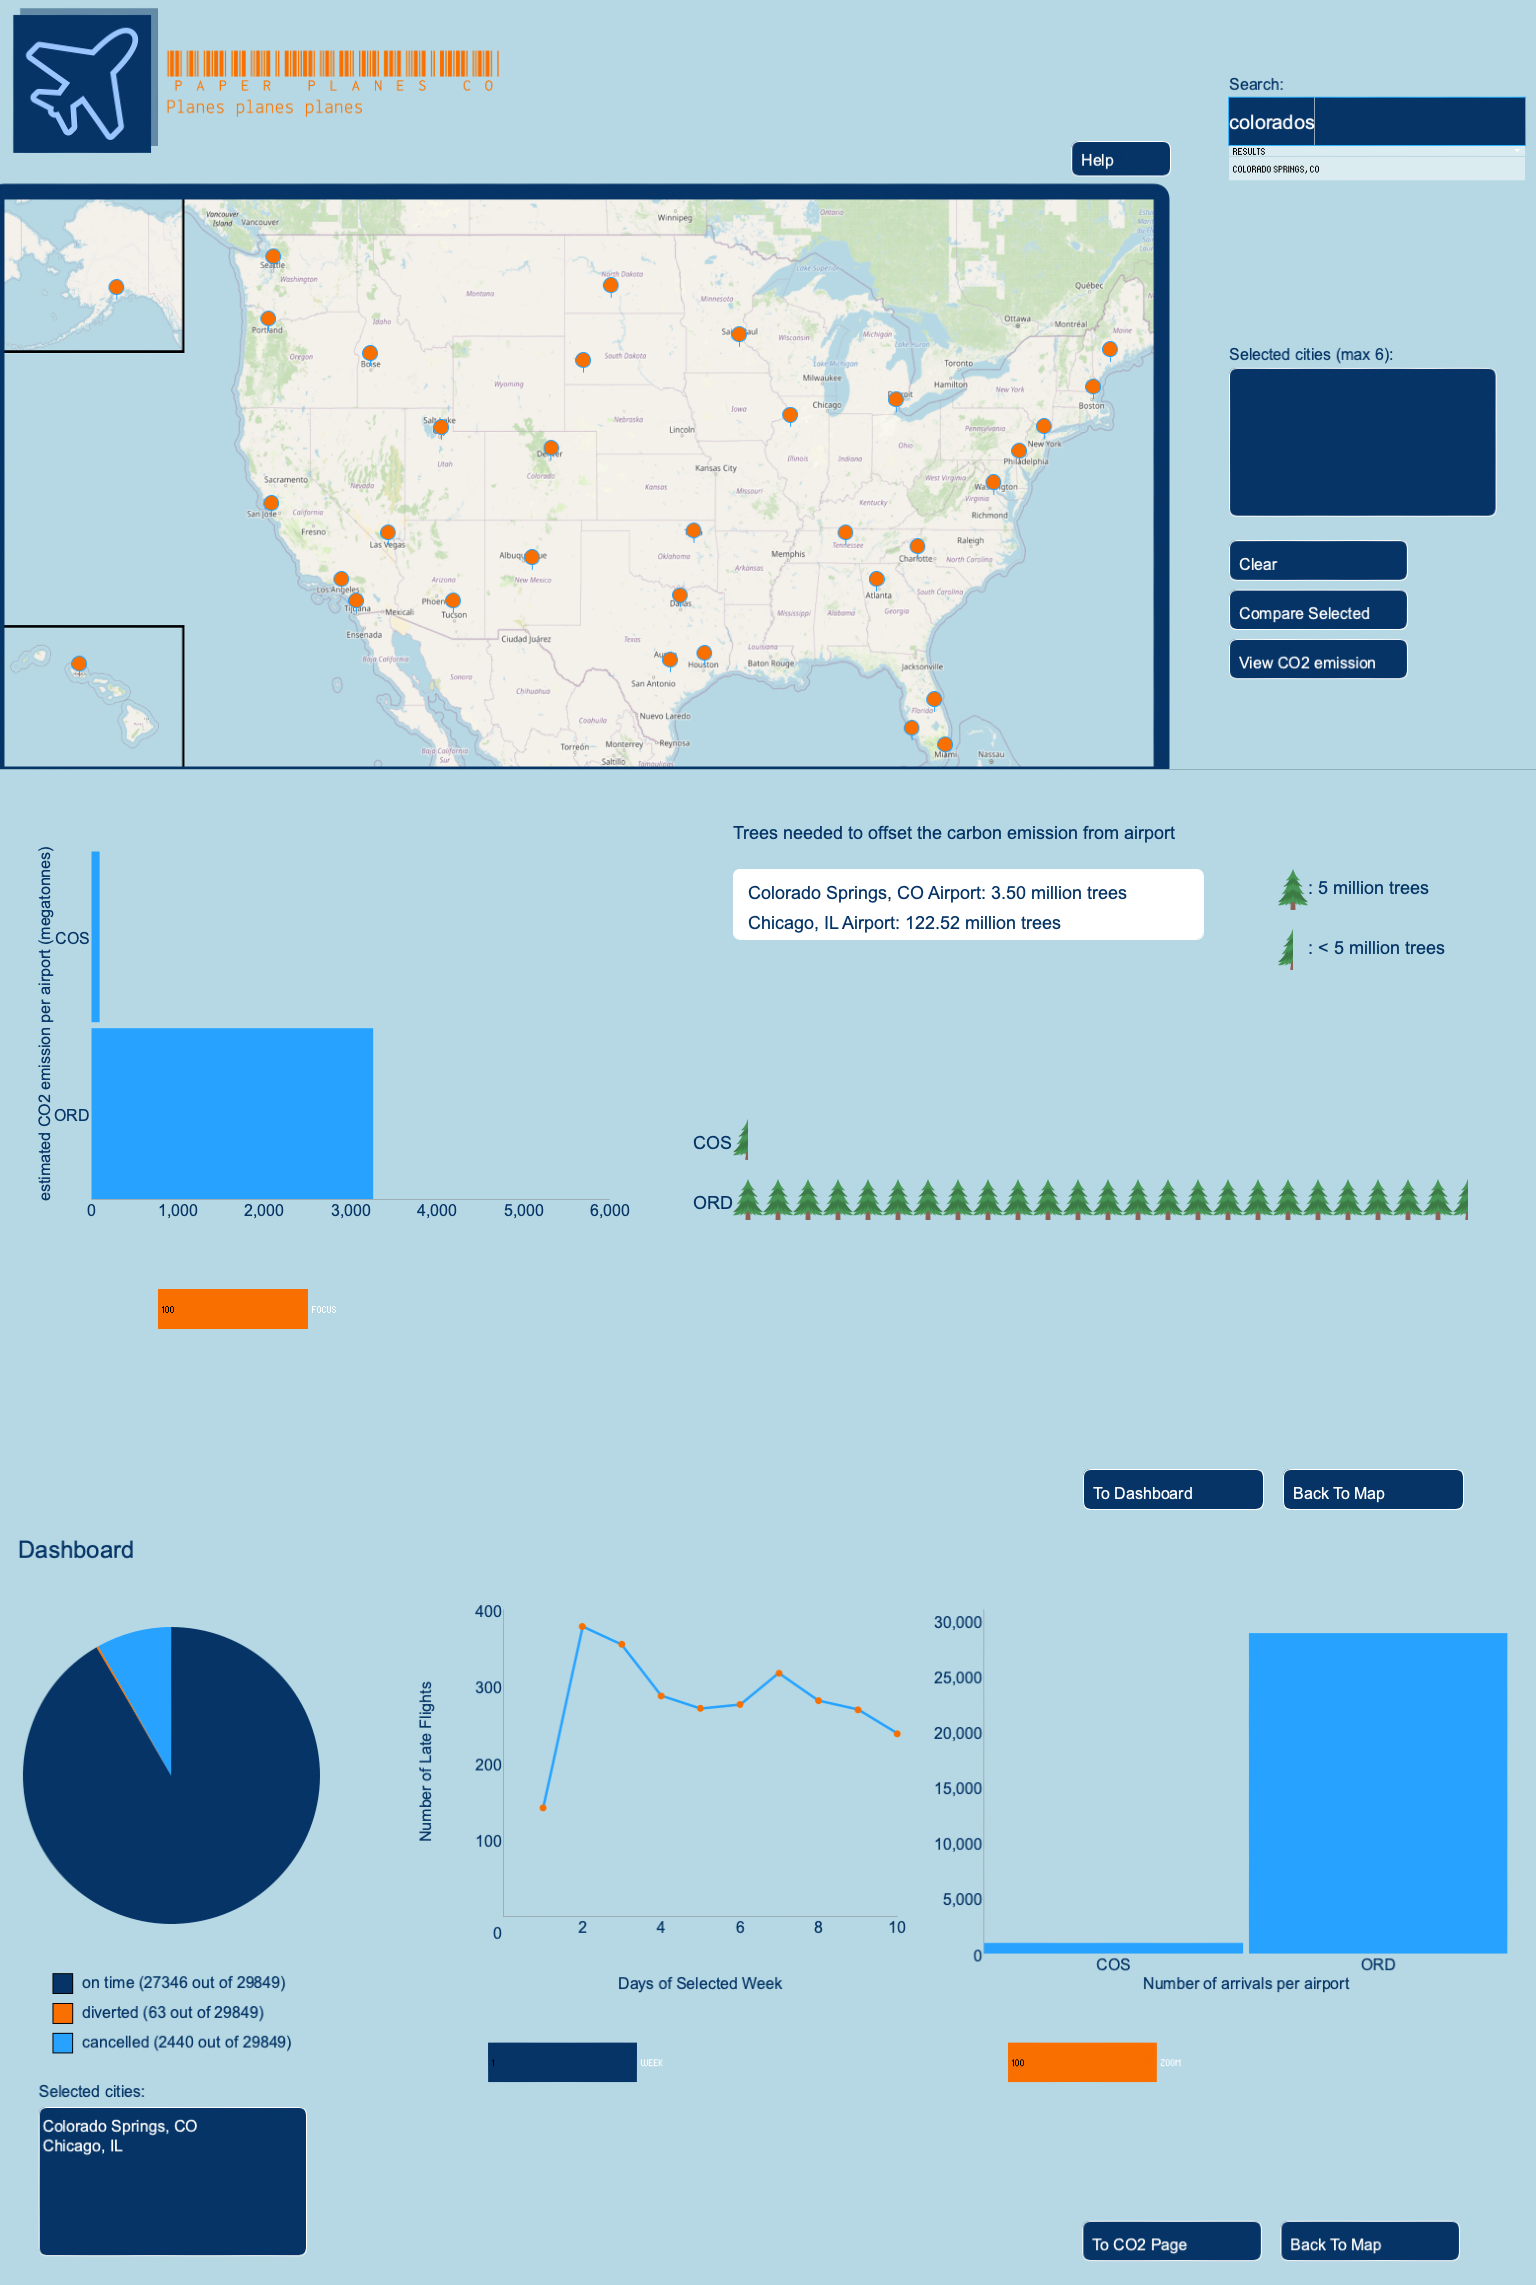 PAPER PLANES CO
Planes planes planes
Search:
colorados
RESULTS
COLORADO SPRINGS, CO
Help
Vancouver Island
Vancouver
Winnipeg
Ontario
Seattle
Washington
Montana
North Dakota
Minnesota
Lake Superior
Québec
Portland
Idaho
Ottawa
Montréal
Maine
Oregon
Boise
South Dakota
Wisconsin
Lake Michigan
Lake Huron
Toronto
Wyoming
Milwaukee
Hamilton
New York
Iowa
Chicago
Boston
Nebraska
Lincoln
Pennsylvania
New York
Utah
Colorado
Ohio
Philadelphia
Sacramento
Nevada
Kansas City
Illinois
Indiana
West Virginia
Washington
Kansas
Missouri
Kentucky
Virginia
San Jose
California
Richmond
Fresno
Las Vegas
Albuquerque
Oklahoma
Memphis
Tennessee
Charlotte
Raleigh
North Carolina
Los Angeles
Arizona
New Mexico
Arkansas
Atlanta
South Carolina
Tijuana
Mexicali
Phoenix
Tucson
Dallas
Mississippi
Alabama
Georgia
Ensenada
Ciudad Juárez
Texas
Louisiana
Baja California
Austin
Houston
Baton Rouge
Jacksonville
Sonora
Chihuahua
San Antonio
Florida
Coahuila
Nuevo Laredo
Baja California Sur
Torreón
Monterrey
Reynosa
Saltillo
Tamaulipas
Miami
Nassau
Selected cities (max 6):
Clear
Compare Selected
View CO2 emission
estimated CO2 emission per airport (megatonnes)
COS
ORD
0 1,000 2,000 3,000 4,000 5,000 6,000
100 FOCUS
Trees needed to offset the carbon emission from airport
Colorado Springs, CO Airport: 3.50 million trees
Chicago, IL Airport: 122.52 million trees
: 5 million trees
: < 5 million trees
COS
ORD
To Dashboard
Back To Map
Dashboard
on time (27346 out of 29849)
diverted (63 out of 29849)
cancelled (2440 out of 29849)
Selected cities:
Colorado Springs, CO
Chicago, IL
Number of Late Flights
400
300
200
100
0 2 4 6 8 10
Days of Selected Week
1 WEEK
30,000
25,000
20,000
15,000
10,000
5,000
0
COS ORD
Number of arrivals per airport
100 ZOOM
To CO2 Page
Back To Map